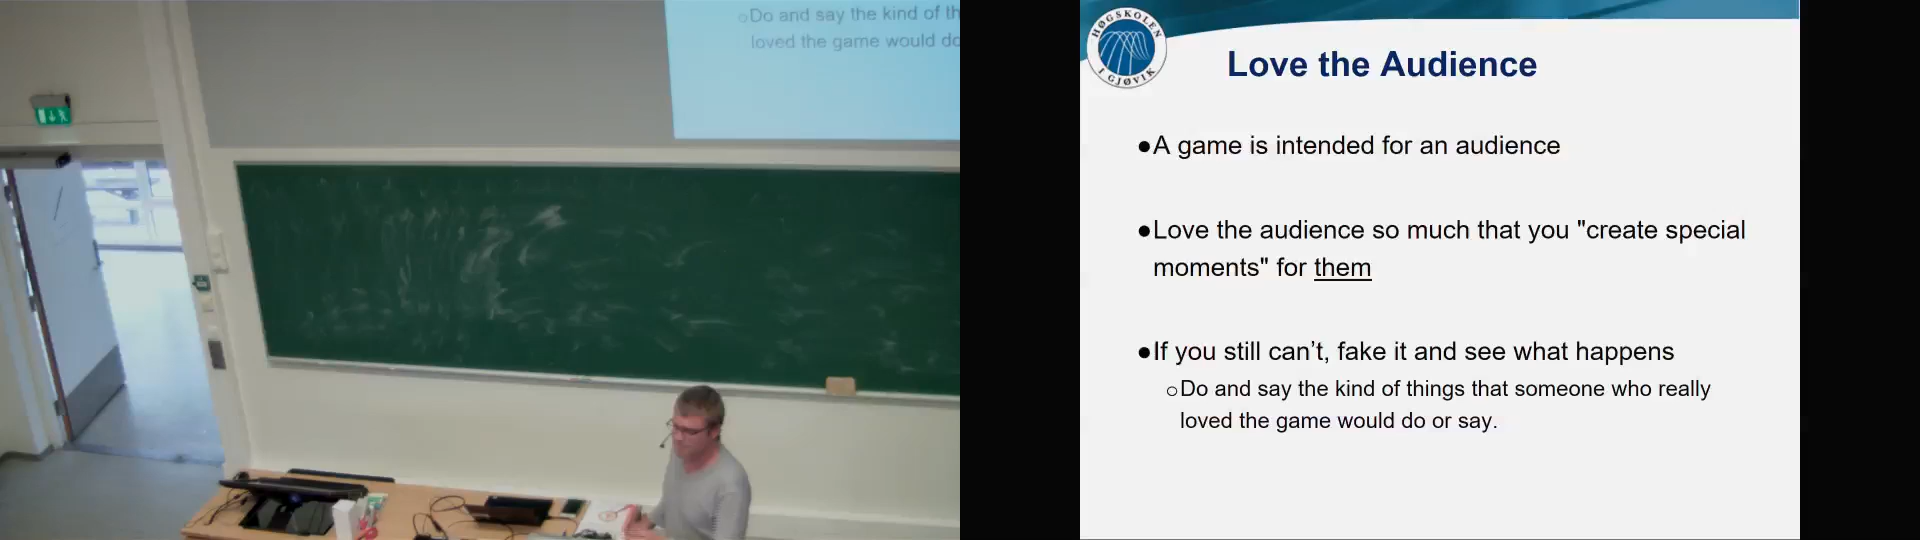 ○Do and say the kind of th
loved the game would do
HØGSKOLEN
I GJØVIK
Love the Audience
●A game is intended for an audience
●Love the audience so much that you "create special
moments" for them
●If you still can’t, fake it and see what happens
○Do and say the kind of things that someone who really
loved the game would do or say.